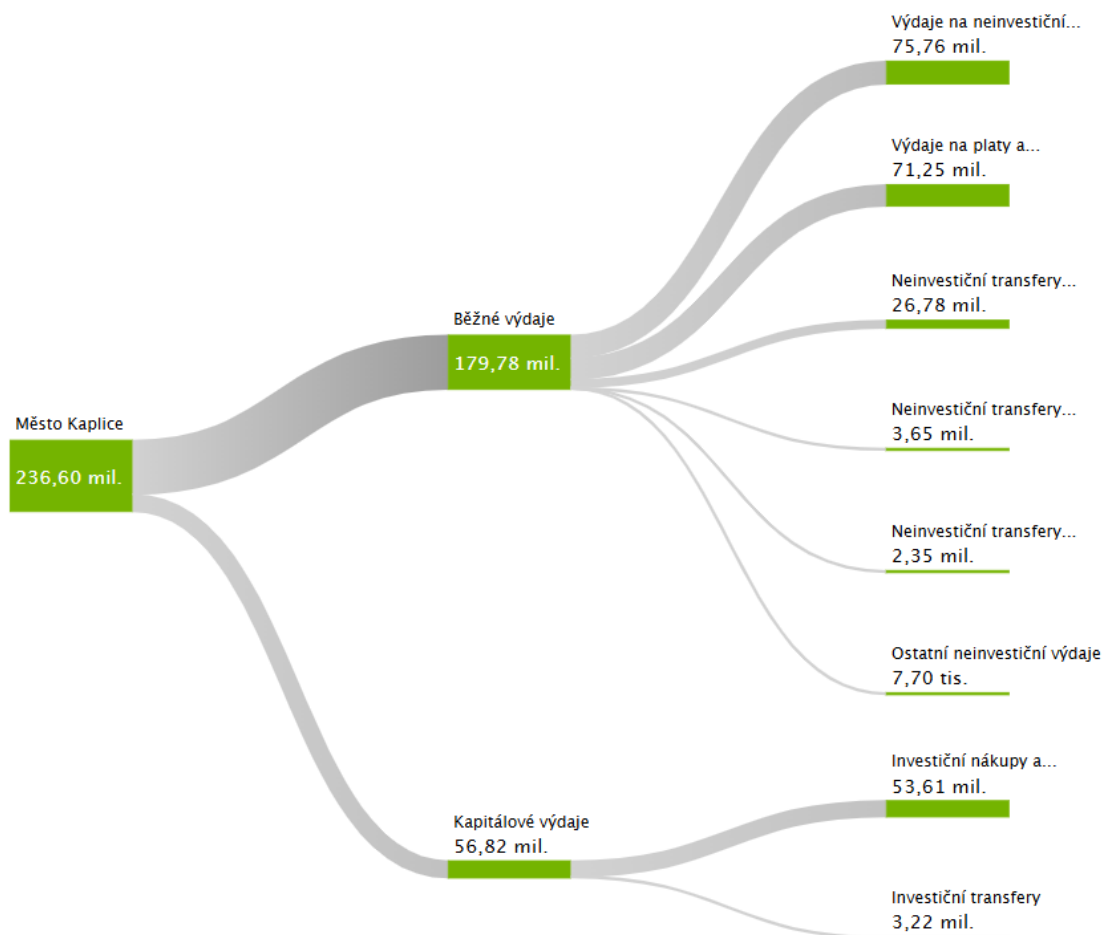 Výdaje na neinvestiční...
75,76 mil.
Výdaje na platy a...
71,25 mil.
Neinvestiční transfery...
26,78 mil.
Běžné výdaje
179,78 mil.
Neinvestiční transfery...
3,65 mil.
Město Kaplice
236,60 mil.
Neinvestiční transfery...
2,35 mil.
Ostatní neinvestiční výdaje
7,70 tis.
Investiční nákupy a...
53,61 mil.
Kapitálové výdaje
56,82 mil.
Investiční transfery
3,22 mil.